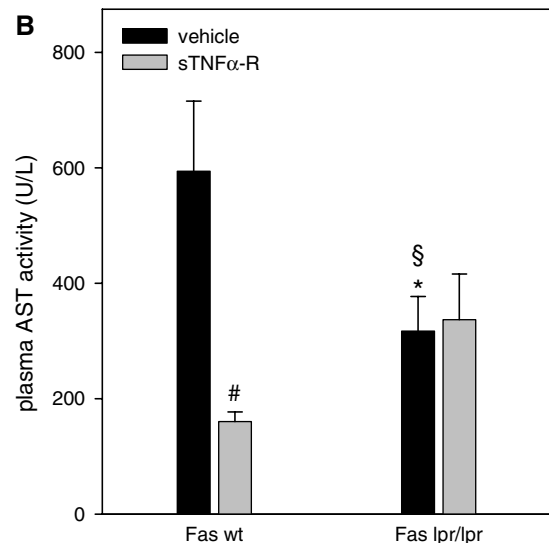 B
vehicle
sTNFα-R
plasma AST activity (U/L)
800
600
400
200
0
#
§
*
Fas wt
Fas lpr/lpr